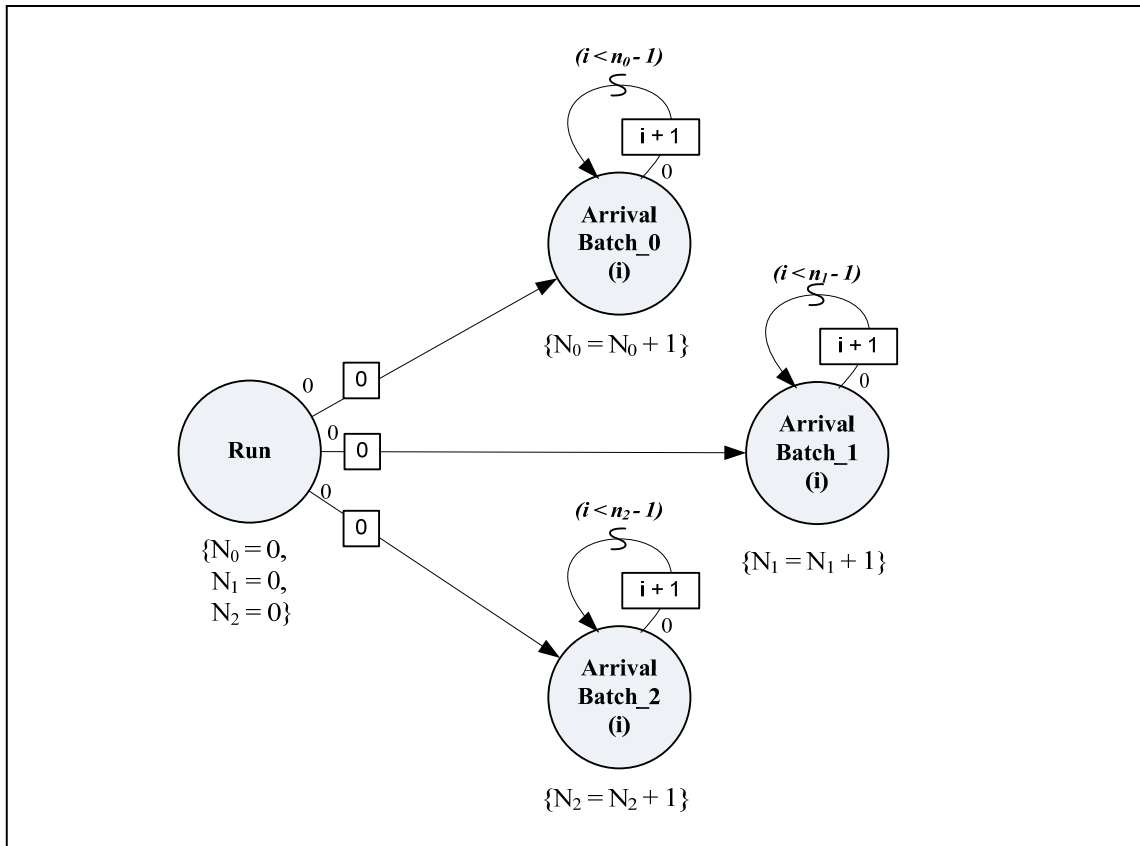 (i < n₀ - 1)
i + 1
0
Arrival
Batch_0
(i)
{N₀ = N₀ + 1}
(i < n₁ - 1)
i + 1
0
Arrival
Batch_1
(i)
{N₁ = N₁ + 1}
0
0
0
0
0
0
Run
{N₀ = 0,
N₁ = 0,
N₂ = 0}
(i < n₂ - 1)
i + 1
0
Arrival
Batch_2
(i)
{N₂ = N₂ + 1}